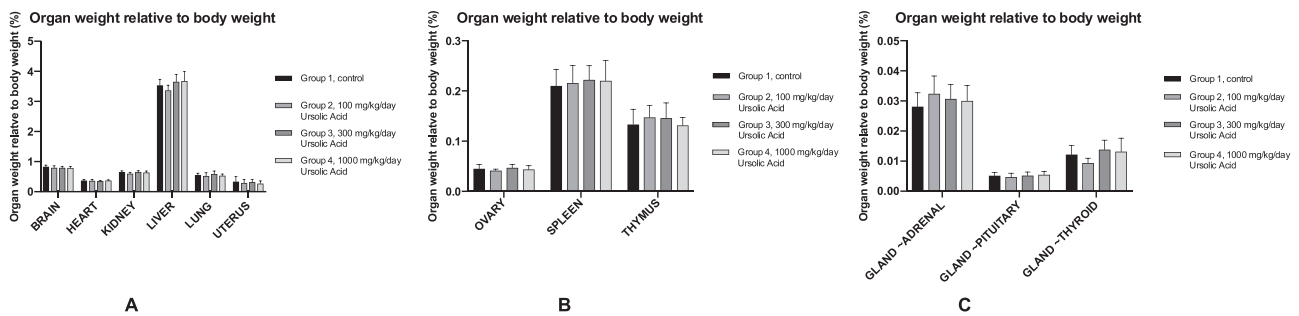 Organ weight relative to body weight
Organ weight relatve to body weight (%)
5
4
3
2
1
0
BRAIN
HEART
KIDNEY
LIVER
LUNG
UTERUS
Group 1, control
Group 2, 100 mg/kg/day
Ursolic Acid
Group 3, 300 mg/kg/day
Ursolic Acid
Group 4, 1000 mg/kg/day
Ursolic Acid
A
Organ weight relative to body weight
Organ weight relatve to body weight (%)
0.3
0.2
0.1
0.0
OVARY
SPLEEN
THYMUS
Group 1, control
Group 2, 100 mg/kg/day
Ursolic Acid
Group 3, 300 mg/kg/day
Ursolic Acid
Group 4, 1000 mg/kg/day
Ursolic Acid
B
Organ weight relative to body weight
Organ weight relatve to body weight (%)
0.05
0.04
0.03
0.02
0.01
0.00
GLAND ~ADRENAL
GLAND ~PITUITARY
GLAND ~THYROID
Group 1, control
Group 2, 100 mg/kg/day
Ursolic Acid
Group 3, 300 mg/kg/day
Ursolic Acid
Group 4, 1000 mg/kg/day
Ursolic Acid
C